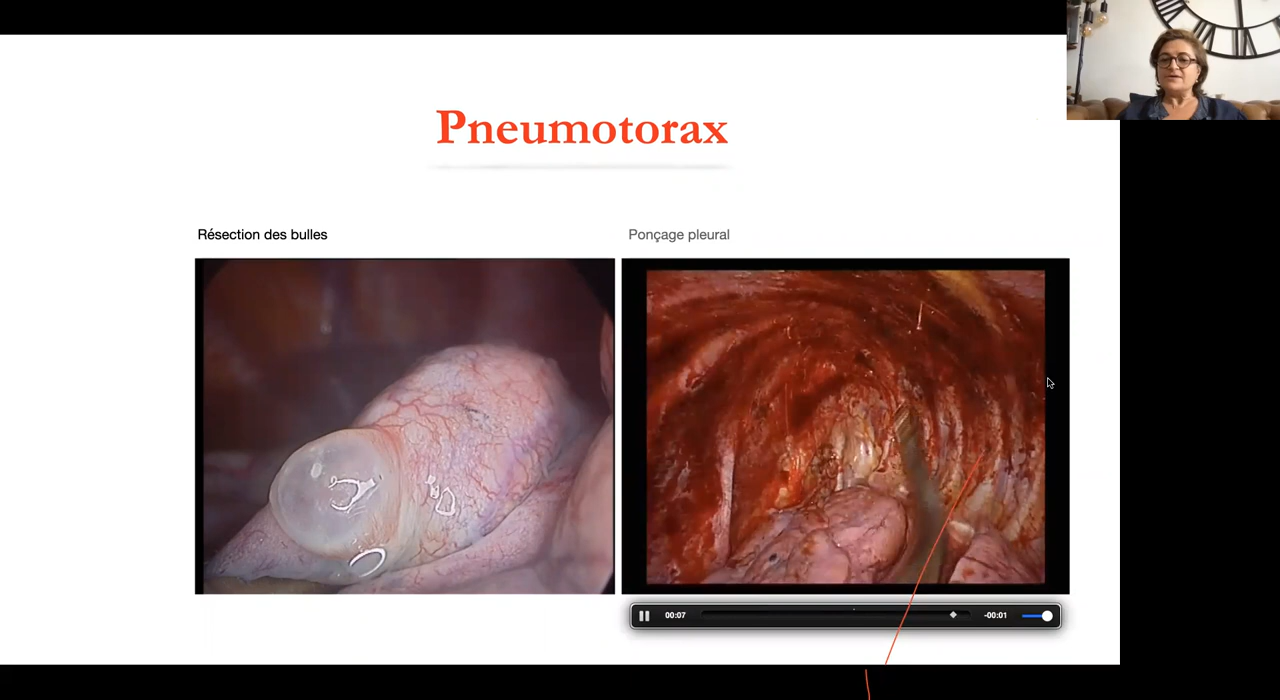 Pneumotorax
Résection des bulles
Ponçage pleural
00:07
-00:01